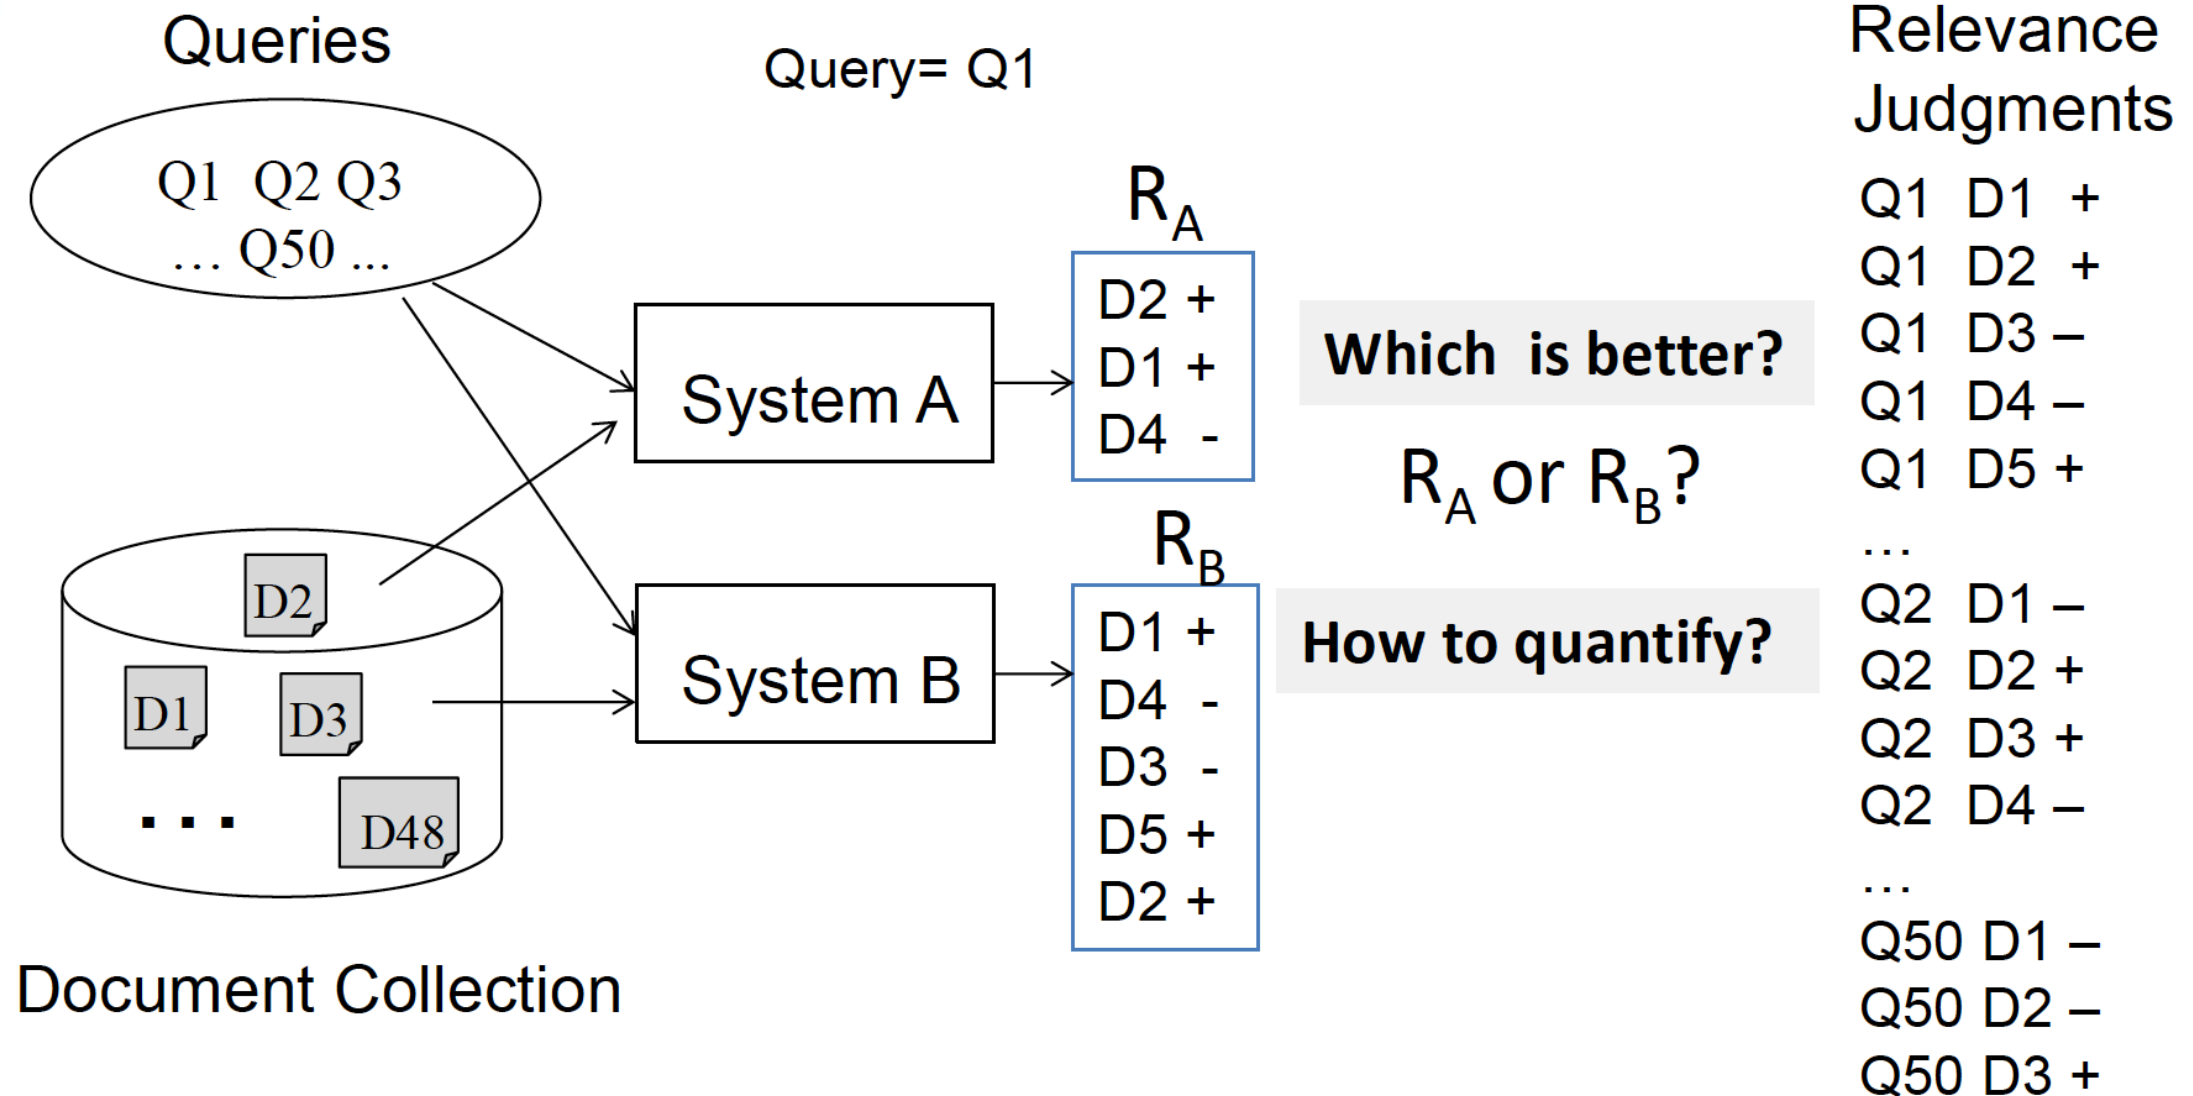 Queries
Q1 Q2 Q3
... Q50 ...
Query= Q1
System A
System B
D2
D1
D3
...
D48
Document Collection
RA
D2 +
D1 +
D4 -
RB
D1 +
D4 -
D3 -
D5 +
D2 +
Which is better?
RA or RB?
How to quantify?
Relevance
Judgments
Q1 D1 +
Q1 D2 +
Q1 D3 –
Q1 D4 –
Q1 D5 +
...
Q2 D1 –
Q2 D2 +
Q2 D3 +
Q2 D4 –
...
Q50 D1 –
Q50 D2 –
Q50 D3 +